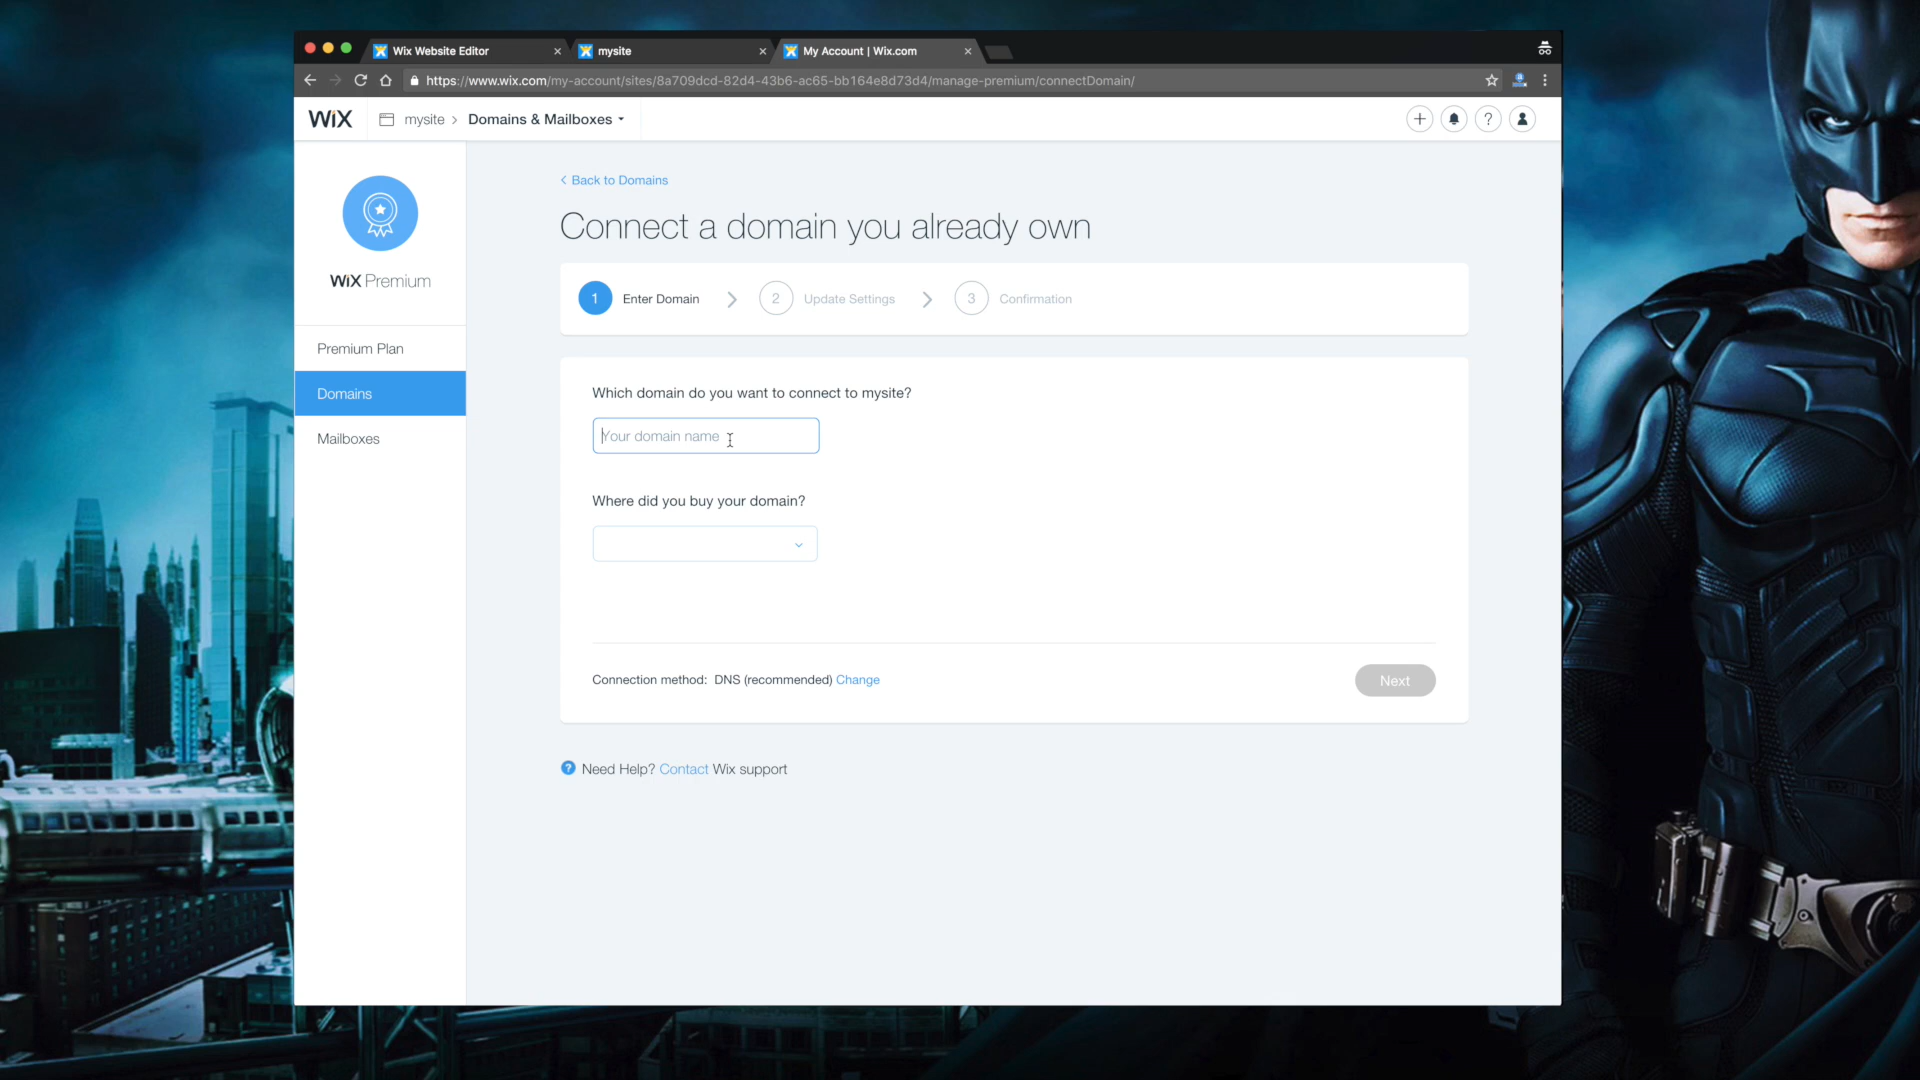 Wix Website Editor
mysite
My Account | Wix.com
https://www.wix.com/my-account/sites/8a709dcd-82d4-43b6-ac65-bb164e8d73d4/manage-premium/connectDomain/
WiX
mysite > Domains & Mailboxes
?
< Back to Domains
Connect a domain you already own
WiX Premium
1 Enter Domain
2 Update Settings
3 Confirmation
Premium Plan
Domains
Mailboxes
Which domain do you want to connect to mysite?
Your domain name
Where did you buy your domain?
Connection method: DNS (recommended) Change
Next
? Need Help? Contact Wix support